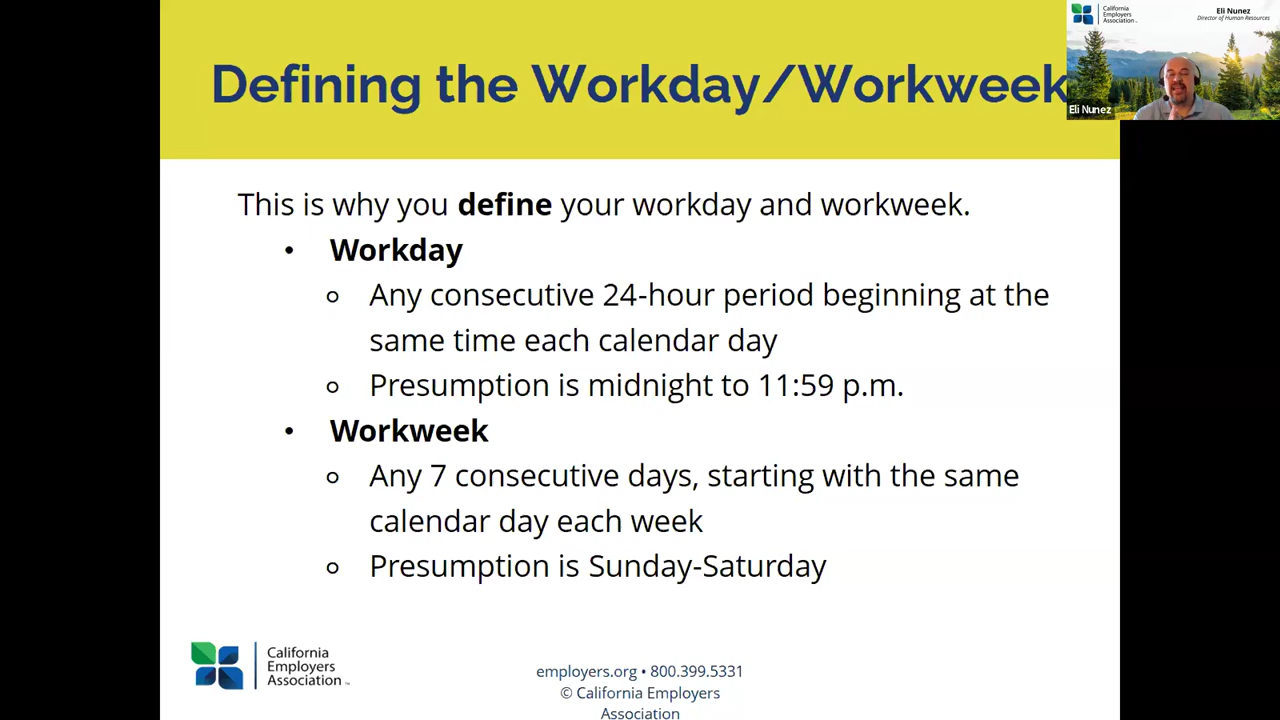 Defining the Workday/Workweek
California
Employers
Association
Eli Nunez
Director of Human Resources
Eli Nunez
This is why you define your workday and workweek.
• Workday
Any consecutive 24-hour period beginning at the
same time each calendar day
Presumption is midnight to 11:59 p.m.
• Workweek
Any 7 consecutive days, starting with the same
calendar day each week
Presumption is Sunday-Saturday
California
Employers
Association™
employers.org • 800.399.5331
© California Employers
Association